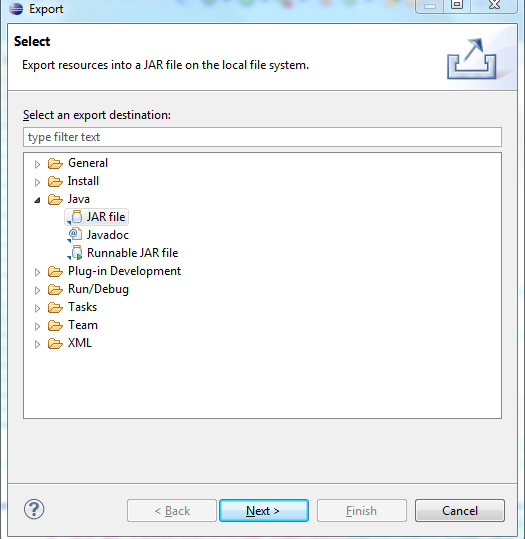 Export
Select
Export resources into a JAR file on the local file system.
Select an export destination:
type filter text
General
Install
Java
JAR file
Javadoc
Runnable JAR file
Plug-in Development
Run/Debug
Tasks
Team
XML
?
< Back
Next >
Finish
Cancel